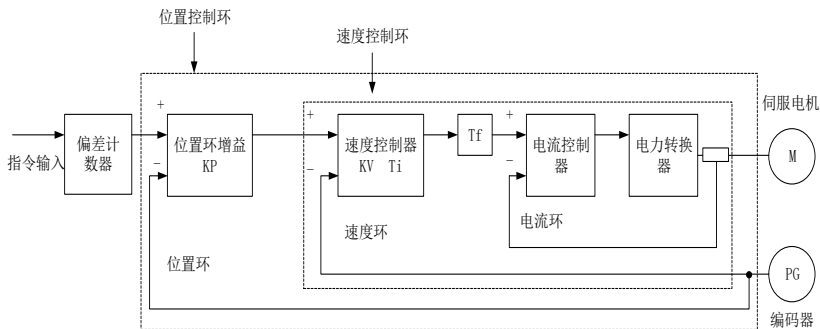 位置控制环
速度控制环
伺服电机
指令输入
偏差计
数器
+
-
位置环增益
KP
+
-
速度控制器
KV Ti
Tf
+
-
电流控制
器
电力转换
器
M
电流环
速度环
位置环
PG
编码器